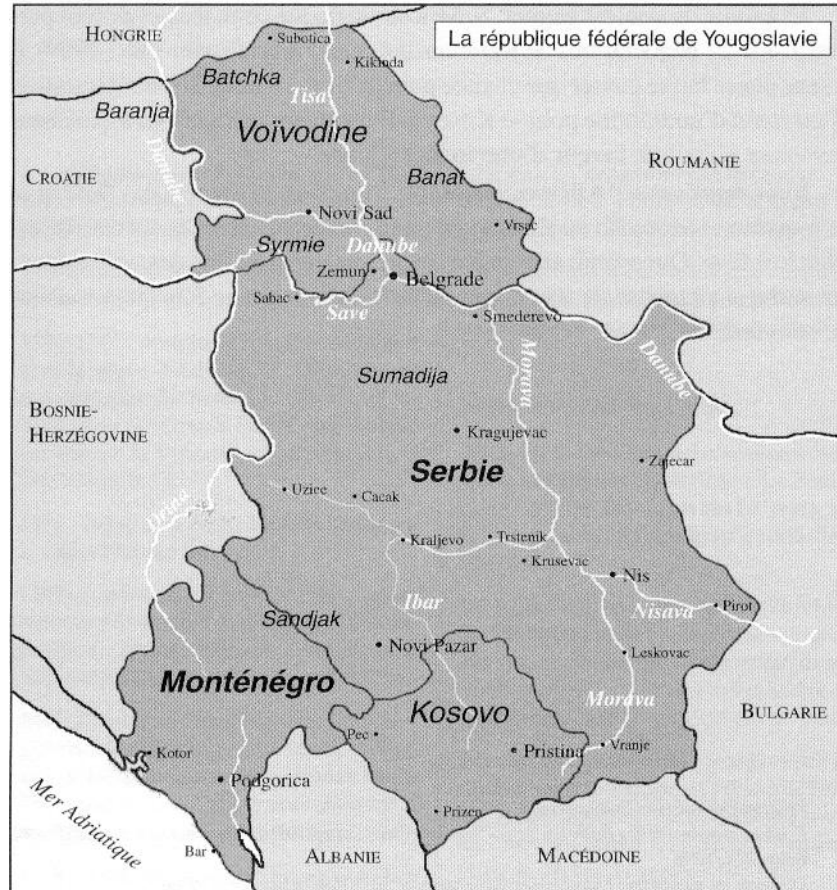 La république fédérale de Yougoslavie
HONGRIE
Subotica
Kikinda
Batchka
Tisa
Baranja
Voïvodine
Danube
CROATIE
Banat
ROUMANIE
Novi Sad
Vrsac
Syrmie
Danube
Zemun
Belgrade
Sabac
Save
Smederevo
Morava
Danube
Sumadija
BOSNIE-
HERZÉGOVINE
Kragujevac
Serbie
Zajecar
Uzice
Cacak
Drina
Kraljevo
Trstenik
Krusevac
Nis
Ibar
Nisava
Pirot
Sandjak
Novi Pazar
Leskovac
Monténégro
Kosovo
Morava
BULGARIE
Pec
Pristina
Vranje
Kotor
Podgorica
Prizen
Mer Adriatique
Bar
ALBANIE
MACÉDOINE